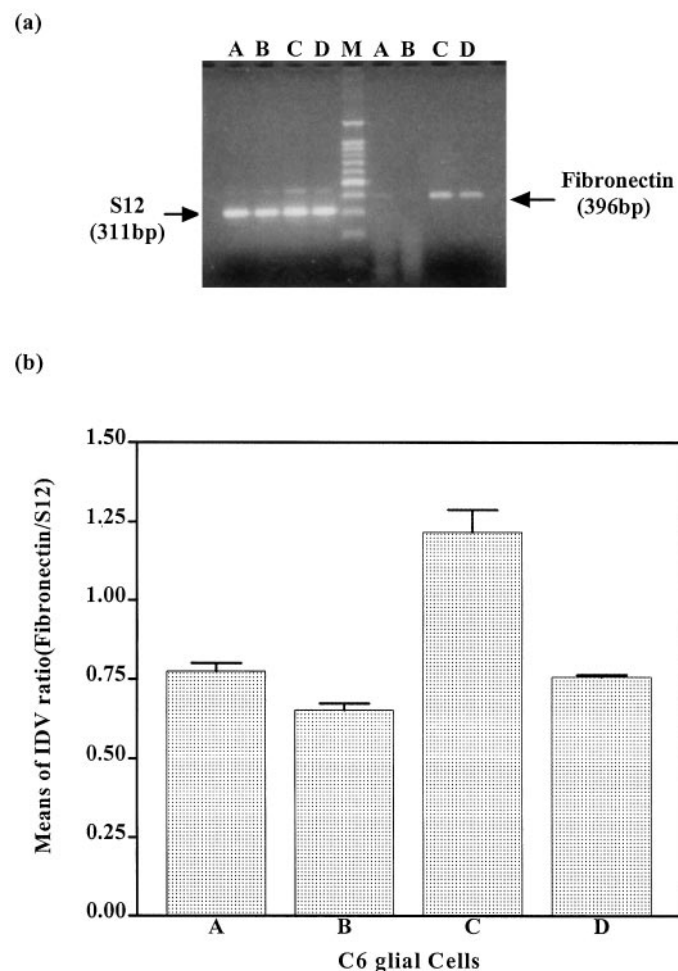 (a)
A B C D M A B C D
S12
(311bp)
Fibronectin
(396bp)
(b)
Means of IDV ratio(Fibronectin/S12)
1.50
1.25
1.00
0.75
0.50
0.25
0.00
A B C D
C6 glial Cells